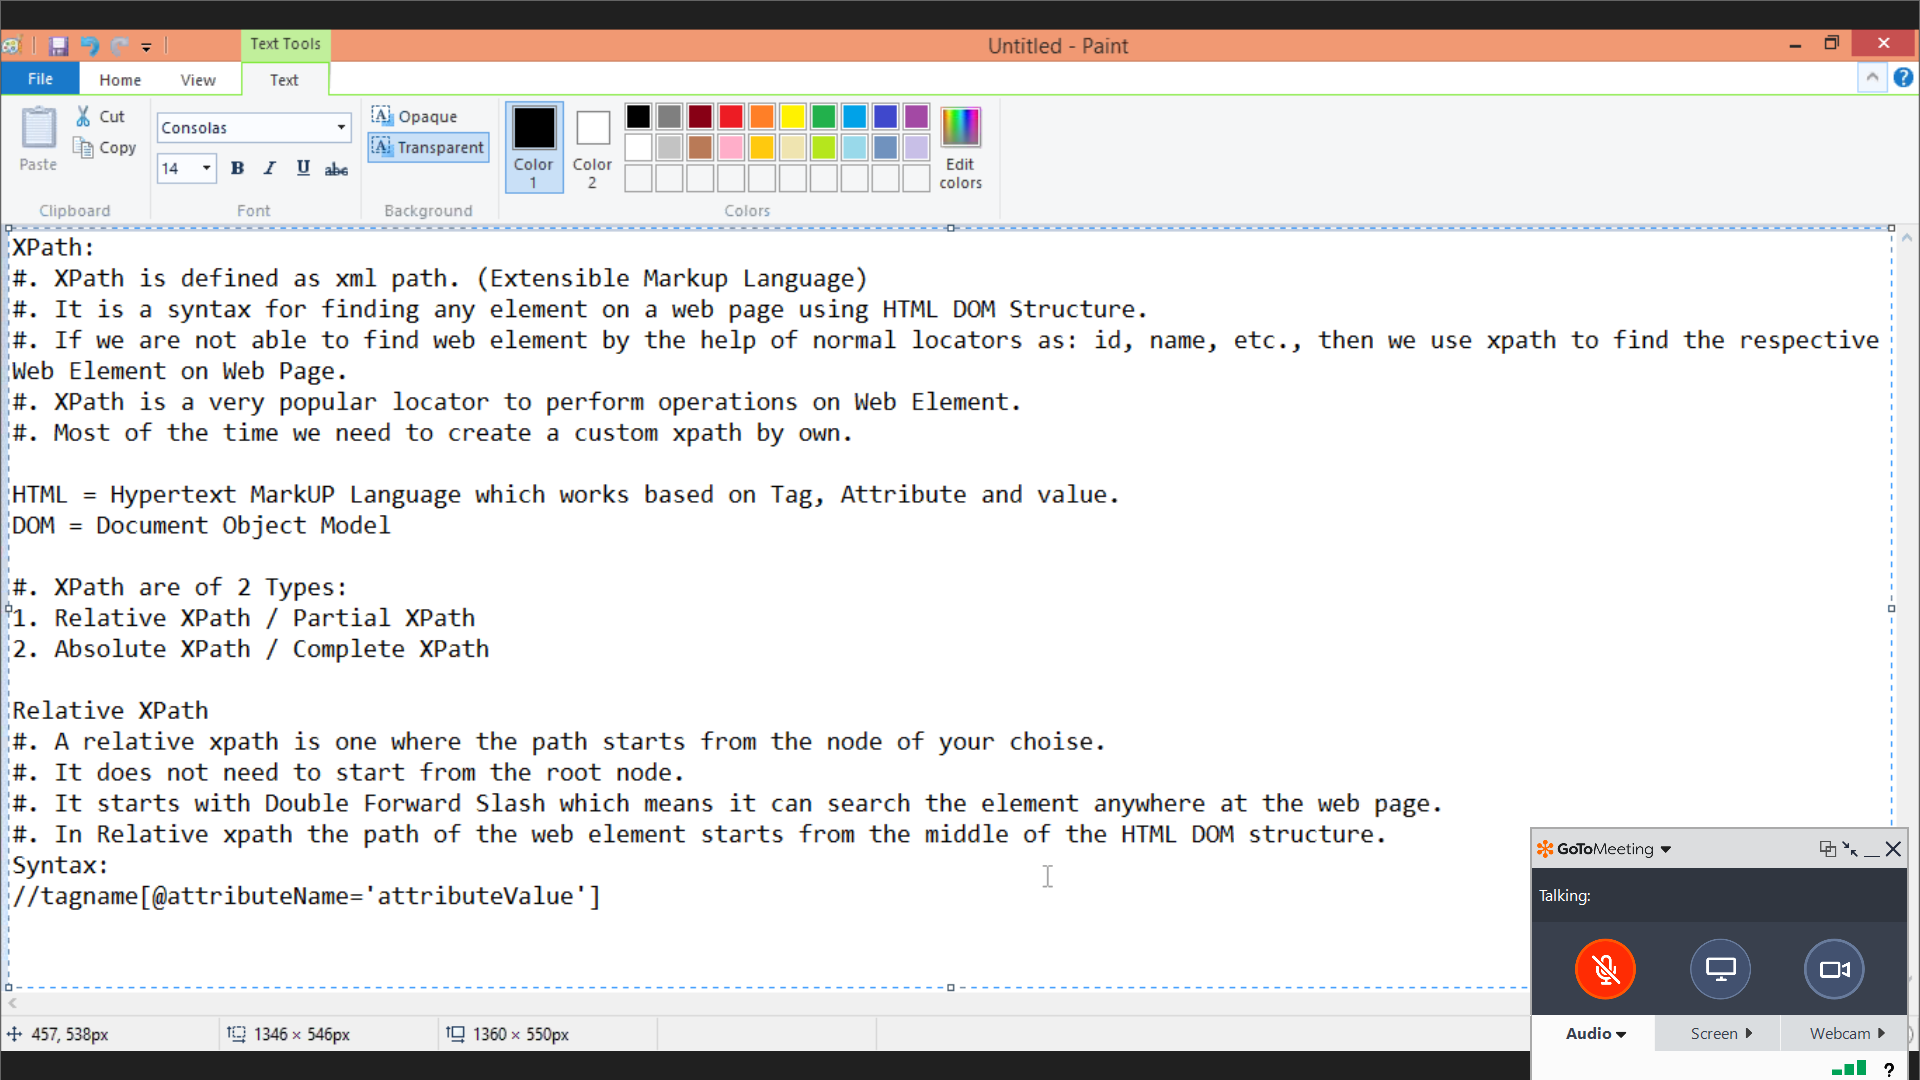 Text Tools
Untitled - Paint
File Home View Text
Paste Cut Copy
Clipboard
Consolas
14 B I U abc
Font
Opaque
Transparent
Background
Color 1
Color 2
Edit colors
Colors
XPath:
#. XPath is defined as xml path. (Extensible Markup Language)
#. It is a syntax for finding any element on a web page using HTML DOM Structure.
#. If we are not able to find web element by the help of normal locators as: id, name, etc., then we use xpath to find the respective
Web Element on Web Page.
#. XPath is a very popular locator to perform operations on Web Element.
#. Most of the time we need to create a custom xpath by own.
HTML = Hypertext MarkUP Language which works based on Tag, Attribute and value.
DOM = Document Object Model
#. XPath are of 2 Types:
1. Relative XPath / Partial XPath
2. Absolute XPath / Complete XPath
Relative XPath
#. A relative xpath is one where the path starts from the node of your choise.
#. It does not need to start from the root node.
#. It starts with Double Forward Slash which means it can search the element anywhere at the web page.
#. In Relative xpath the path of the web element starts from the middle of the HTML DOM structure.
Syntax:
//tagname[@attributeName='attributeValue']
GoToMeeting
Talking:
Audio Screen Webcam
?
457, 538px 1346 × 546px 1360 × 550px